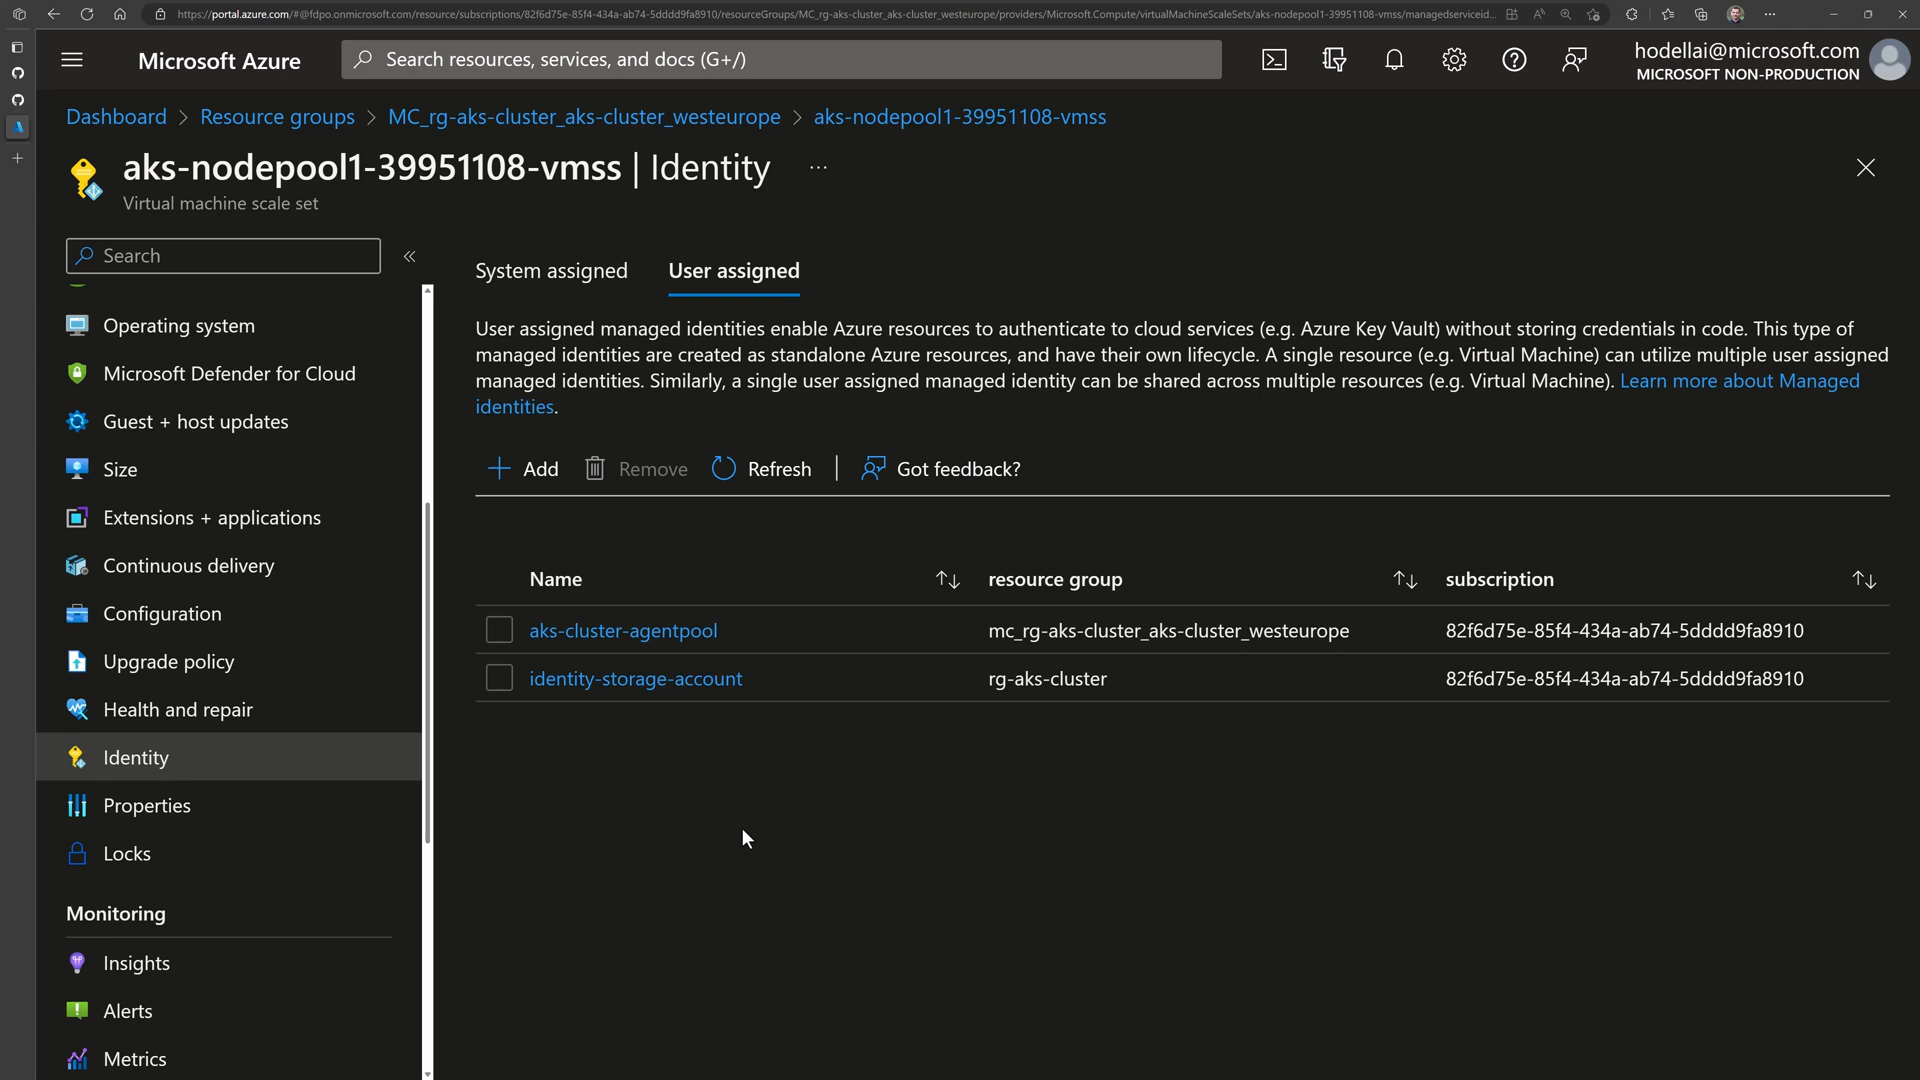 https://portal.azure.com/#@fdpo.onmicrosoft.com/resource/subscriptions/82f6d75e-85f4-434a-ab74-5dddd9fa8910/resourceGroups/MC_rg-aks-cluster_aks-cluster_westeurope/providers/Microsoft.Compute/virtualMachineScaleSets/aks-nodepool1-39951108-vmss/managedserviceid...
Microsoft Azure
Search resources, services, and docs (G+/)
hodellai@microsoft.com
MICROSOFT NON-PRODUCTION
Dashboard > Resource groups > MC_rg-aks-cluster_aks-cluster_westeurope > aks-nodepool1-39951108-vmss
aks-nodepool1-39951108-vmss | Identity ...
Virtual machine scale set
Search
Operating system
Microsoft Defender for Cloud
Guest + host updates
Size
Extensions + applications
Continuous delivery
Configuration
Upgrade policy
Health and repair
Identity
Properties
Locks
Monitoring
Insights
Alerts
Metrics
System assigned User assigned
User assigned managed identities enable Azure resources to authenticate to cloud services (e.g. Azure Key Vault) without storing credentials in code. This type of
managed identities are created as standalone Azure resources, and have their own lifecycle. A single resource (e.g. Virtual Machine) can utilize multiple user assigned
managed identities. Similarly, a single user assigned managed identity can be shared across multiple resources (e.g. Virtual Machine). Learn more about Managed
identities.
Add Remove Refresh | Got feedback?
Name resource group subscription
aks-cluster-agentpool mc_rg-aks-cluster_aks-cluster_westeurope 82f6d75e-85f4-434a-ab74-5dddd9fa8910
identity-storage-account rg-aks-cluster 82f6d75e-85f4-434a-ab74-5dddd9fa8910